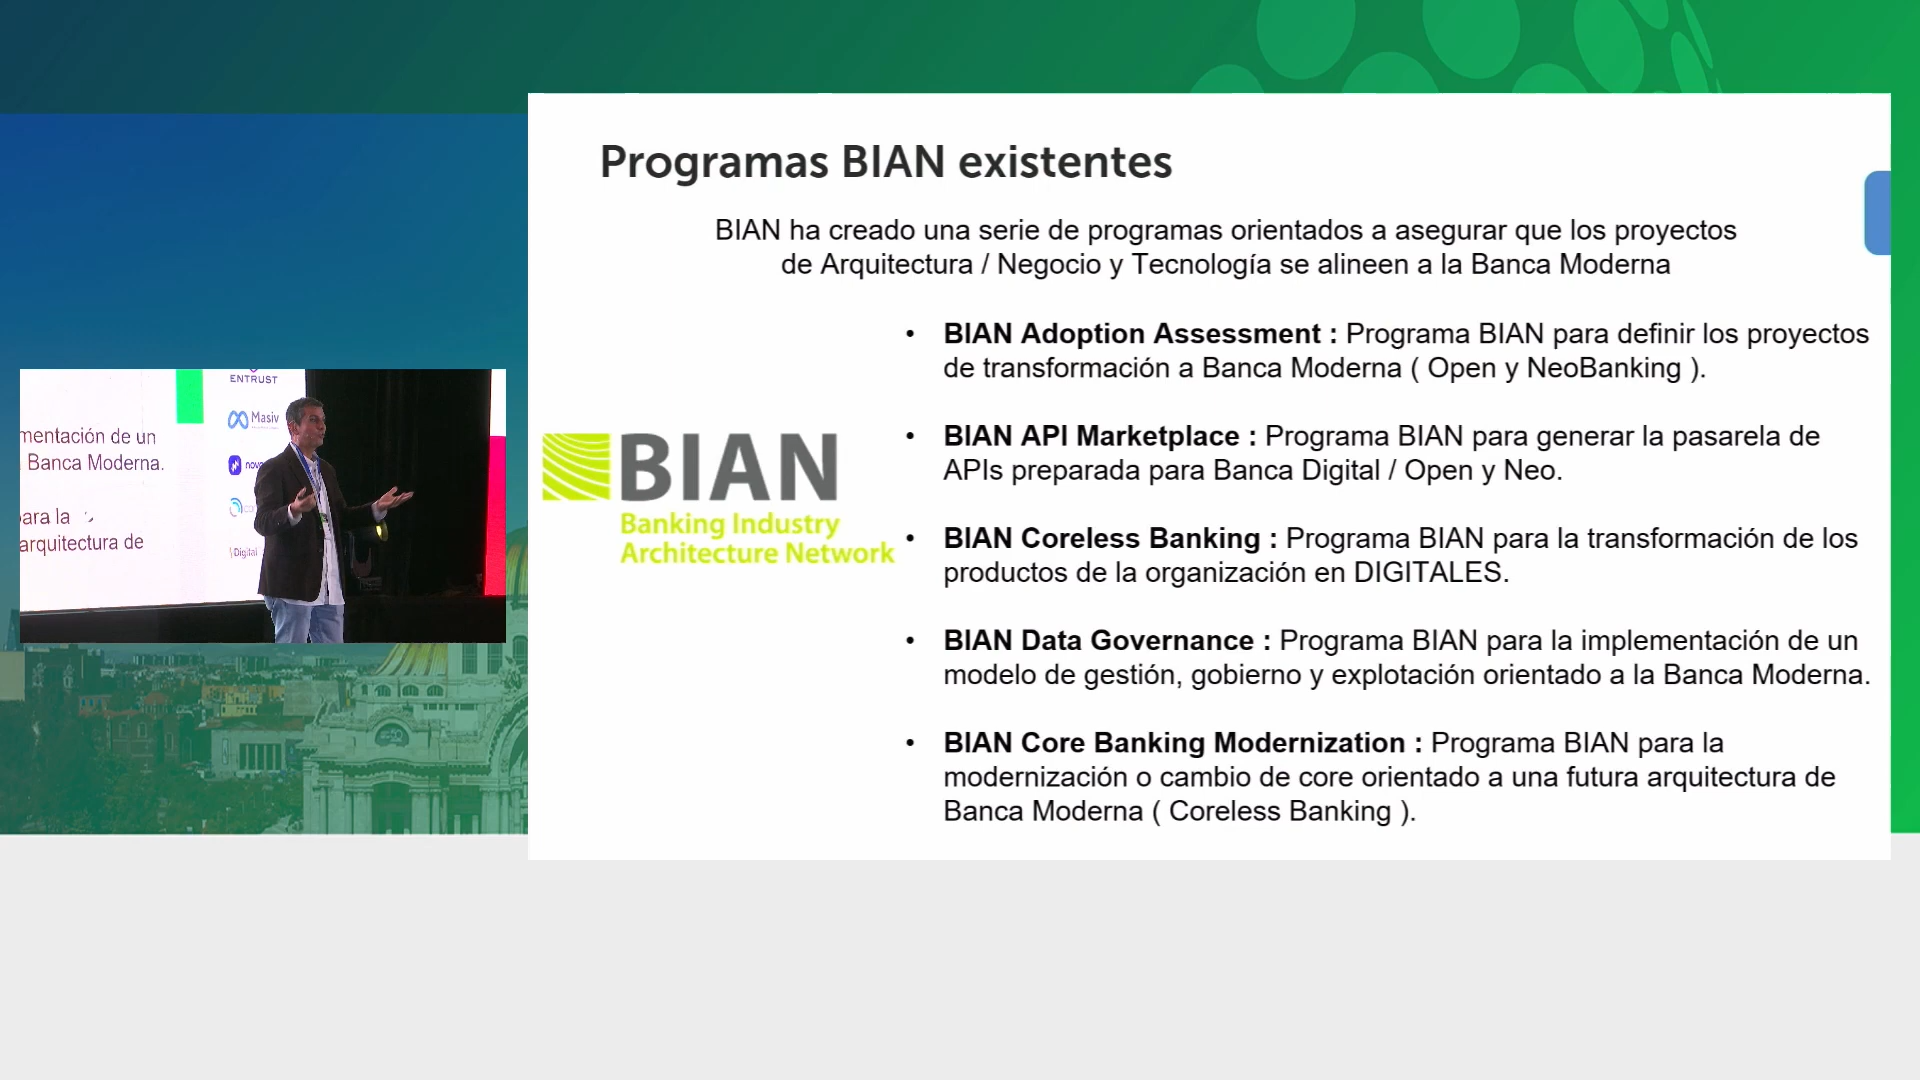 Programas BIAN existentes
BIAN ha creado una serie de programas orientados a asegurar que los proyectos
de Arquitectura / Negocio y Tecnología se alineen a la Banca Moderna
• BIAN Adoption Assessment : Programa BIAN para definir los proyectos
de transformación a Banca Moderna ( Open y NeoBanking ).
• BIAN API Marketplace : Programa BIAN para generar la pasarela de
APIs preparada para Banca Digital / Open y Neo.
• BIAN Coreless Banking : Programa BIAN para la transformación de los
productos de la organización en DIGITALES.
• BIAN Data Governance : Programa BIAN para la implementación de un
modelo de gestión, gobierno y explotación orientado a la Banca Moderna.
• BIAN Core Banking Modernization : Programa BIAN para la
modernización o cambio de core orientado a una futura arquitectura de
Banca Moderna ( Coreless Banking ).
BIAN
Banking Industry
Architecture Network
mentación de un
Banca Moderna.
ara la
arquitectura de
ENTRUST
Masiv
Digital